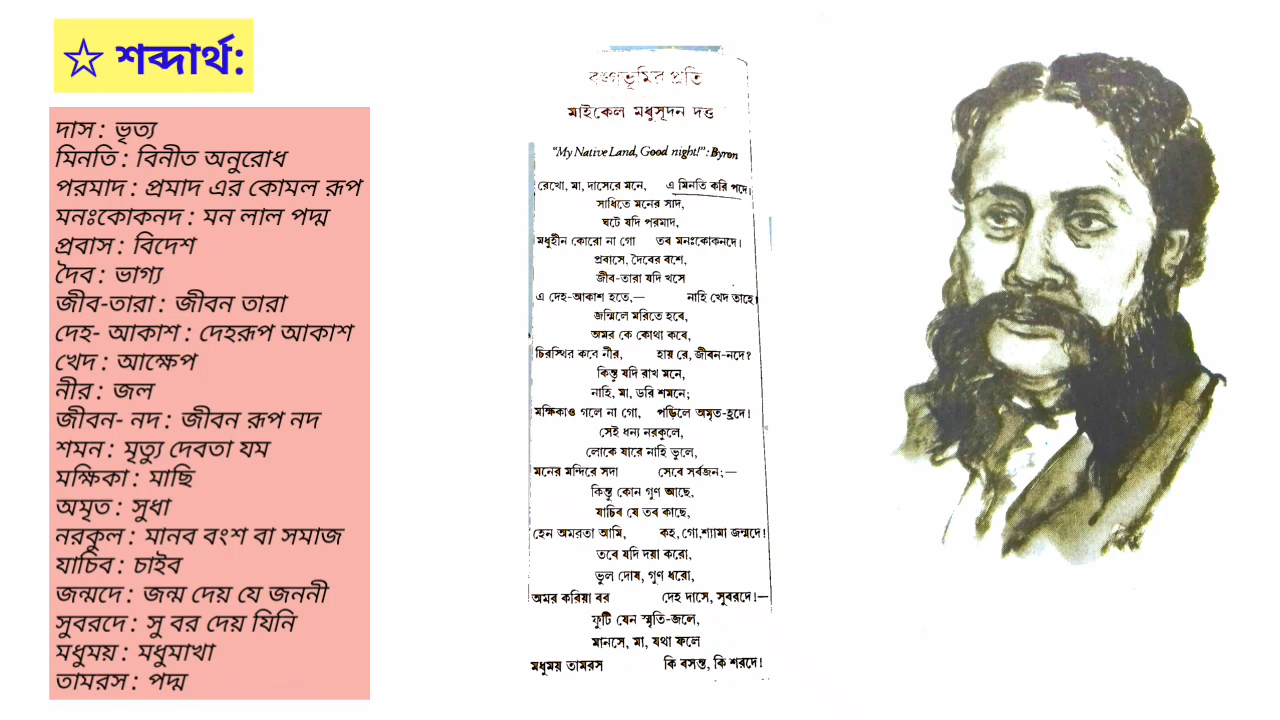 ☆ শব্দার্থ:
দাস : ভৃত্য
মিনতি : বিনীত অনুরোধ
পরমাদ : প্রমাদ এর কোমল রূপ
মনঃকোকনদ : মন লাল পদ্ম
প্রবাস : বিদেশ
দৈব : ভাগ্য
জীব-তারা : জীবন তারা
দেহ- আকাশ : দেহরূপ আকাশ
খেদ : আক্ষেপ
নীর : জল
জীবন- নদ : জীবন রূপ নদ
শমন : মৃত্যু দেবতা যম
মক্ষিকা : মাছি
অমৃত : সুধা
নরকুল : মানব বংশ বা সমাজ
যাচিব : চাইব
জন্মদে : জন্ম দেয় যে জননী
সুবরদে : সু বর দেয় যিনি
মধুময় : মধুমাখা
তামরস : পদ্ম
বঙ্গভূমির প্রতি
মাইকেল মধুসূদন দত্ত
"My Native Land, Good night!": Byron
রেখো, মা, দাসেরে মনে, এ মিনতি করি পদে।
সাধিতে মনের সাদ,
ঘটে যদি পরমাদ,
মধুহীন কোরো না গো তব মনঃকোকনদে।
প্রবাসে, দৈবের বশে,
জীব-তারা যদি খসে
এ দেহ-আকাশ হতে,— নাহি খেদ তাহে।
জন্মিলে মরিতে হবে,
অমর কে কোথা কবে,
চিরস্থির কবে নীর, হায় রে, জীবন-নদে?
কিন্তু যদি রাখ মনে,
নাহি, মা, ডরি শমনে;
মক্ষিকাও গলে না গো, পড়িলে অমৃত-হ্রদে!
সেই ধন্য নরকুলে,
লোকে যারে নাহি ভুলে,
মনের মন্দিরে সদা সেবে সর্বজন;—
কিন্তু কোন গুণ আছে,
যাচিব যে তব কাছে,
হেন অমরতা আমি, কহ, গো,শ্যামা জন্মদে!
তবে যদি দয়া করো,
ভুল দোষ, গুণ ধরো,
অমর করিয়া বর দেহ দাসে, সুবরদে!—
ফুটি যেন স্মৃতি-জলে,
মানসে, মা, যথা ফলে
মধুময় তামরস কি বসন্ত, কি শরদে!